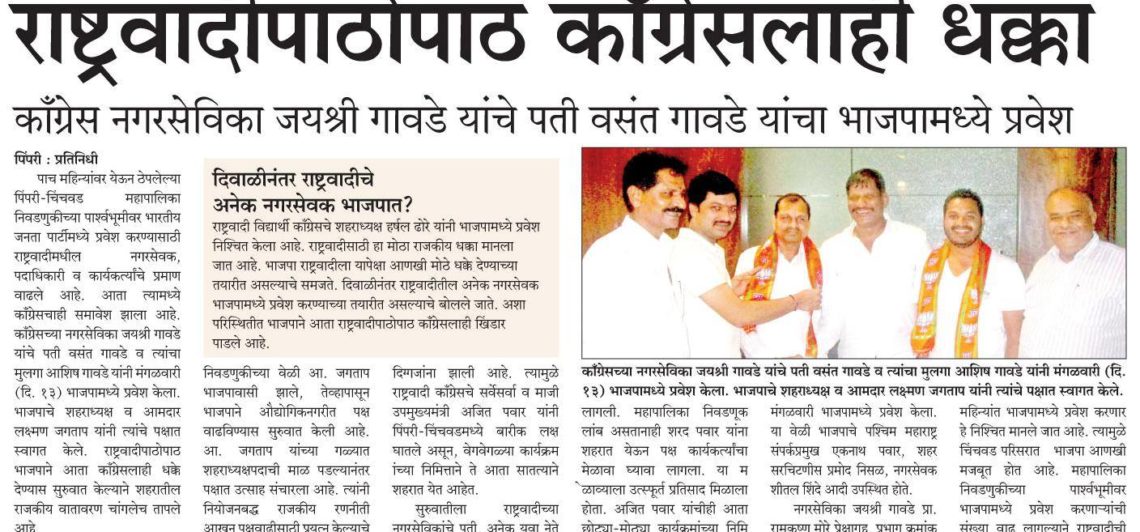 राष्ट्रवादीपाठोपाठ काँग्रेसलाही धक्का
काँग्रेस नगरसेविका जयश्री गावडे यांचे पती वसंत गावडे यांचा भाजपामध्ये प्रवेश
पिंपरी : प्रतिनिधी
पाच महिन्यांवर येऊन ठेपलेल्या
पिंपरी-चिंचवड महापालिका
निवडणुकीच्या पार्श्वभूमीवर भारतीय
जनता पार्टीमध्ये प्रवेश करण्यासाठी
राष्ट्रवादीमधील नगरसेवक,
पदाधिकारी व कार्यकर्त्यांचे प्रमाण
वाढले आहे. आता त्यामध्ये
काँग्रेसचाही समावेश झाला आहे.
काँग्रेसच्या नगरसेविका जयश्री गावडे
यांचे पती वसंत गावडे व त्यांचा
मुलगा आशिष गावडे यांनी मंगळवारी
(दि. १३) भाजपामध्ये प्रवेश केला.
भाजपाचे शहराध्यक्ष व आमदार
लक्ष्मण जगताप यांनी त्यांचे पक्षात
स्वागत केले. राष्ट्रवादीपाठोपाठ
भाजपाने आता काँग्रेसलाही धक्के
देण्यास सुरुवात केल्याने शहरातील
राजकीय वातावरण चांगलेच तापले
आहे.
दिवाळीनंतर राष्ट्रवादीचे
अनेक नगरसेवक भाजपात?
राष्ट्रवादी विद्यार्थी काँग्रेसचे शहराध्यक्ष हर्षल ढोरे यांनी भाजपामध्ये प्रवेश
निश्चित केला आहे. राष्ट्रवादीसाठी हा मोठा राजकीय धक्का मानला
जात आहे. भाजपा राष्ट्रवादीला यापेक्षा आणखी मोठे धक्के देण्याच्या
तयारीत असल्याचे समजते. दिवाळीनंतर राष्ट्रवादीतील अनेक नगरसेवक
भाजपामध्ये प्रवेश करण्याच्या तयारीत असल्याचे बोलले जाते. अशा
परिस्थितीत भाजपाने आता राष्ट्रवादीपाठोपाठ काँग्रेसलाही खिंडार
पाडले आहे.
निवडणुकीच्या वेळी आ. जगताप
भाजपावासी झाले, तेव्हापासून
भाजपाने औद्योगिकनगरीत पक्ष
वाढविण्यास सुरुवात केली आहे.
आ. जगताप यांच्या गळ्यात
शहराध्यक्षपदाची माळ पडल्यानंतर
पक्षात उत्साह संचारला आहे. त्यांनी
नियोजनबद्ध राजकीय रणनीती
आखून पक्षवाढीसाठी प्रयत्न केल्याचे
दिग्गजांना झाली आहे. त्यामुळे
राष्ट्रवादी काँग्रेसचे सर्वेसर्वा व माजी
उपमुख्यमंत्री अजित पवार यांनी
पिंपरी-चिंचवडमध्ये बारीक लक्ष
घातले असून, वेगवेगळ्या कार्यक्रम
ांच्या निमित्ताने ते आता सातत्याने
शहरात येत आहेत.
सुरुवातीला राष्ट्रवादीच्या
नगरसेविकांचे पती, अनेक युवा नेते
काँग्रेसच्या नगरसेविका जयश्री गावडे यांचे पती वसंत गावडे व त्यांचा मुलगा आशिष गावडे यांनी मंगळवारी (दि.
१३) भाजपामध्ये प्रवेश केला. भाजपाचे शहराध्यक्ष व आमदार लक्ष्मण जगताप यांनी त्यांचे पक्षात स्वागत केले.
लागली. महापालिका निवडणूक
लांब असतानाही शरद पवार यांना
शहरात येऊन पक्ष कार्यकर्त्यांचा
मेळावा घ्यावा लागला. या म
ेळाव्याला उत्स्फूर्त प्रतिसाद मिळाला
होता. अजित पवार यांचीही आता
छोट्या-मोठ्या कार्यक्रमांच्या निमि
मंगळवारी भाजपामध्ये प्रवेश केला.
या वेळी भाजपाचे पश्चिम महाराष्ट्र
संपर्कप्रमुख एकनाथ पवार, शहर
सरचिटणीस प्रमोद निसळ, नगरसेवक
शीतल शिंदे आदी उपस्थित होते.
नगरसेविका जयश्री गावडे प्रा.
रामकृष्ण मोरे प्रेक्षागृह, प्रभाग क्रमांक
महिन्यांत भाजपामध्ये प्रवेश करणार
हे निश्चित मानले जात आहे. त्यामुळे
चिंचवड परिसरात भाजपा आणखी
मजबूत होत आहे. महापालिका
निवडणुकीच्या पार्श्वभूमीवर
भाजपामध्ये प्रवेश करणाऱ्यांची
संख्या वाढ लागल्याने राष्ट्रवादीची